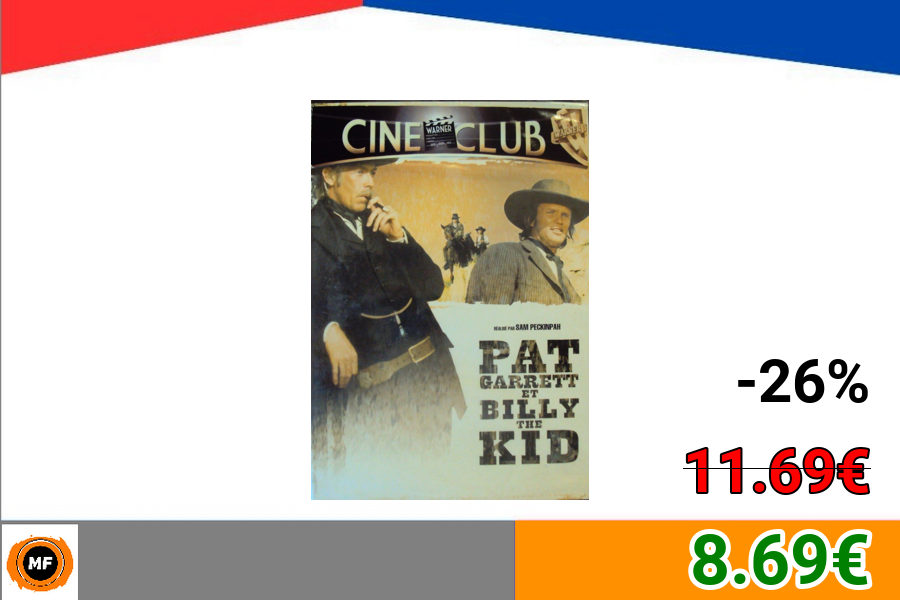 CINE WARNER CLUB
RÉALISÉ PAR SAM PECKINPAH
PAT
GARRETT
ET
BILLY
THE
KID
-26%
11.69€
8.69€
MF